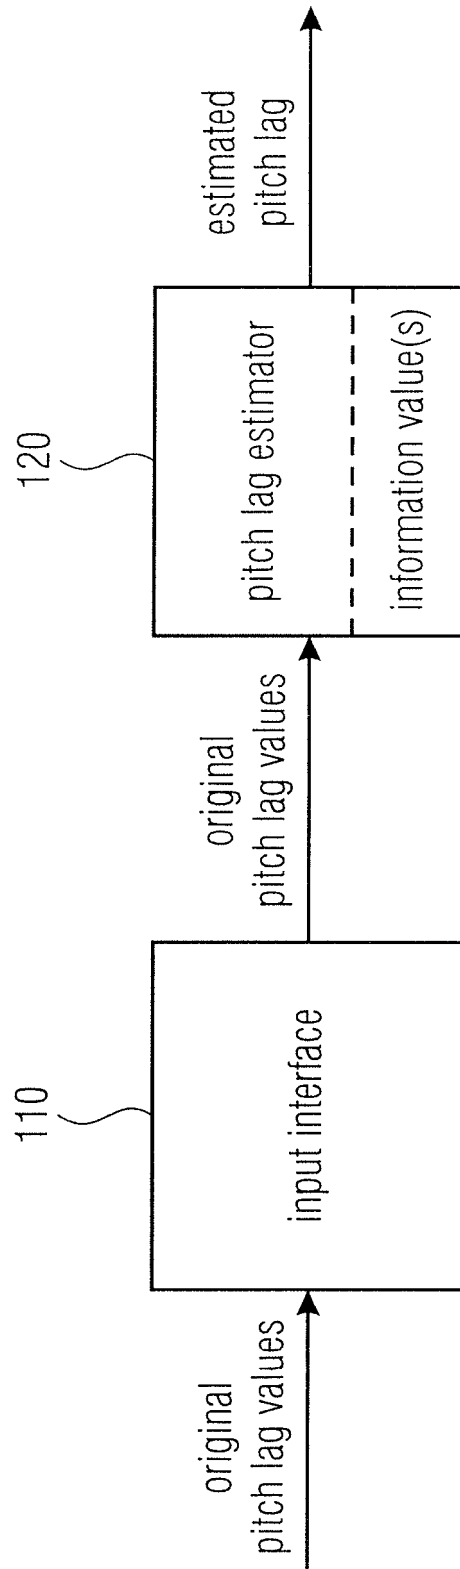 original
pitch lag values
110
input interface
original
pitch lag values
120
pitch lag estimator
information value(s)
estimated
pitch lag